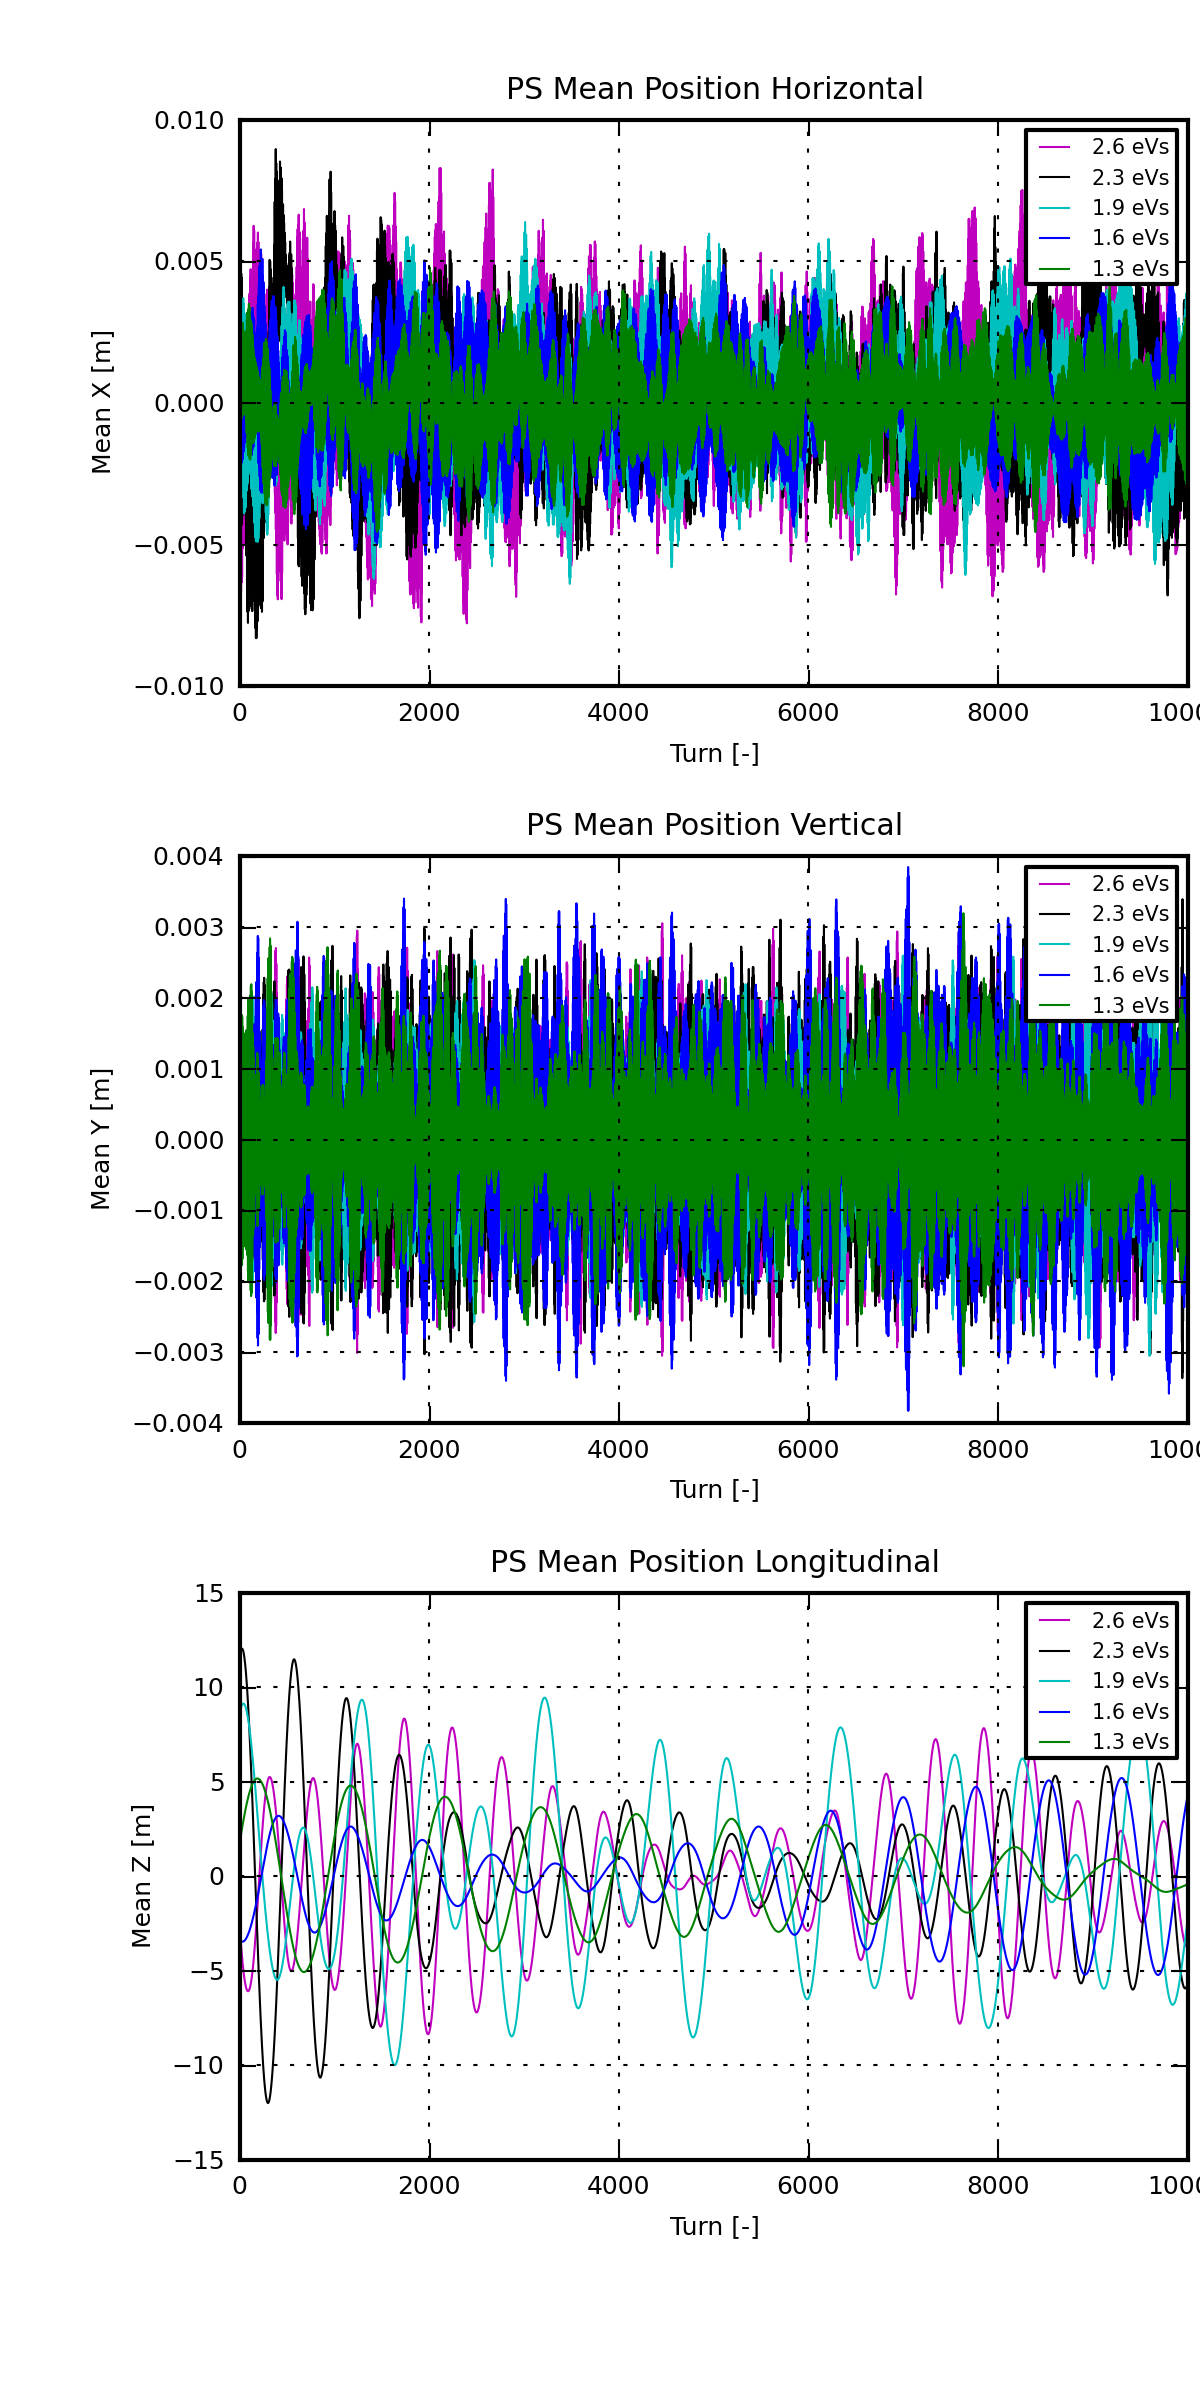 PS Mean Position Horizontal
0.010
0.005
0.000
−0.005
−0.010
Mean X [m]
2.6 eVs
2.3 eVs
1.9 eVs
1.6 eVs
1.3 eVs
0 2000 4000 6000 8000
Turn [-]
PS Mean Position Vertical
0.004
0.003
0.002
0.001
0.000
−0.001
−0.002
−0.003
−0.004
Mean Y [m]
2.6 eVs
2.3 eVs
1.9 eVs
1.6 eVs
1.3 eVs
0 2000 4000 6000 8000
Turn [-]
PS Mean Position Longitudinal
15
10
5
0
−5
−10
−15
Mean Z [m]
2.6 eVs
2.3 eVs
1.9 eVs
1.6 eVs
1.3 eVs
0 2000 4000 6000 8000
Turn [-]